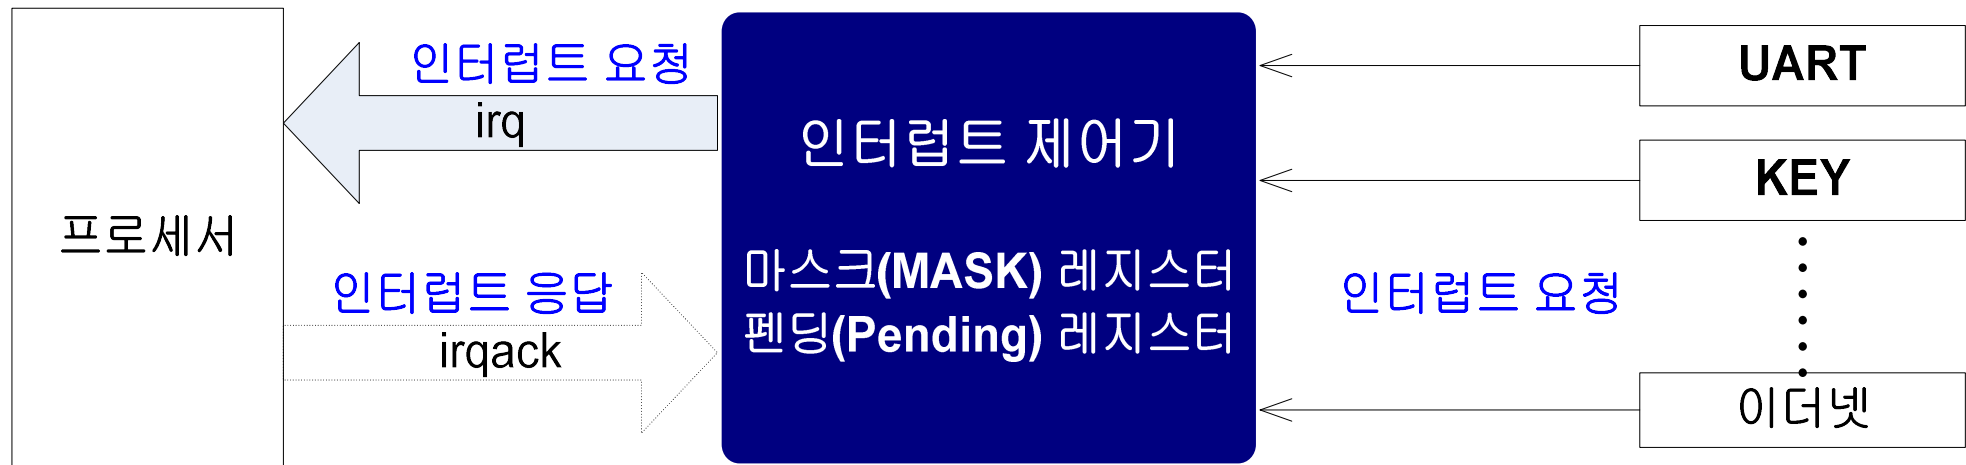 프로세서
인터럽트 요청
irq
인터럽트 응답
irqack
인터럽트 제어기
마스크(MASK) 레지스터
펜딩(Pending) 레지스터
인터럽트 요청
UART
KEY
이더넷